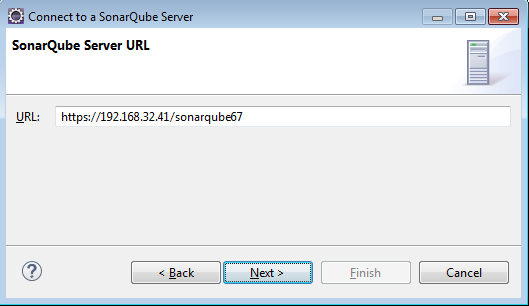 Connect to a SonarQube Server
SonarQube Server URL
URL: https://192.168.32.41/sonarqube67
? < Back Next > Finish Cancel